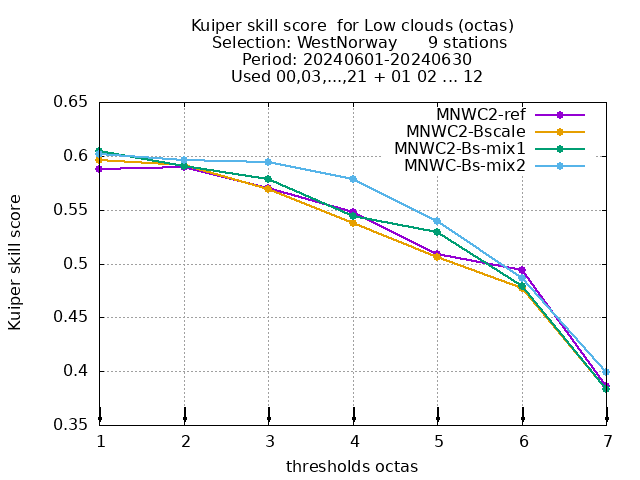 Kuiper skill score  for Low clouds (octas)
Selection: WestNorway      9 stations
Period: 20240601-20240630
Used 00,03,...,21 + 01 02 ... 12
MNWC2-ref
MNWC2-Bscale
MNWC2-Bs-mix1
MNWC-Bs-mix2
Kuiper skill score
0.65
0.6
0.55
0.5
0.45
0.4
0.35
1 2 3 4 5 6 7
thresholds octas